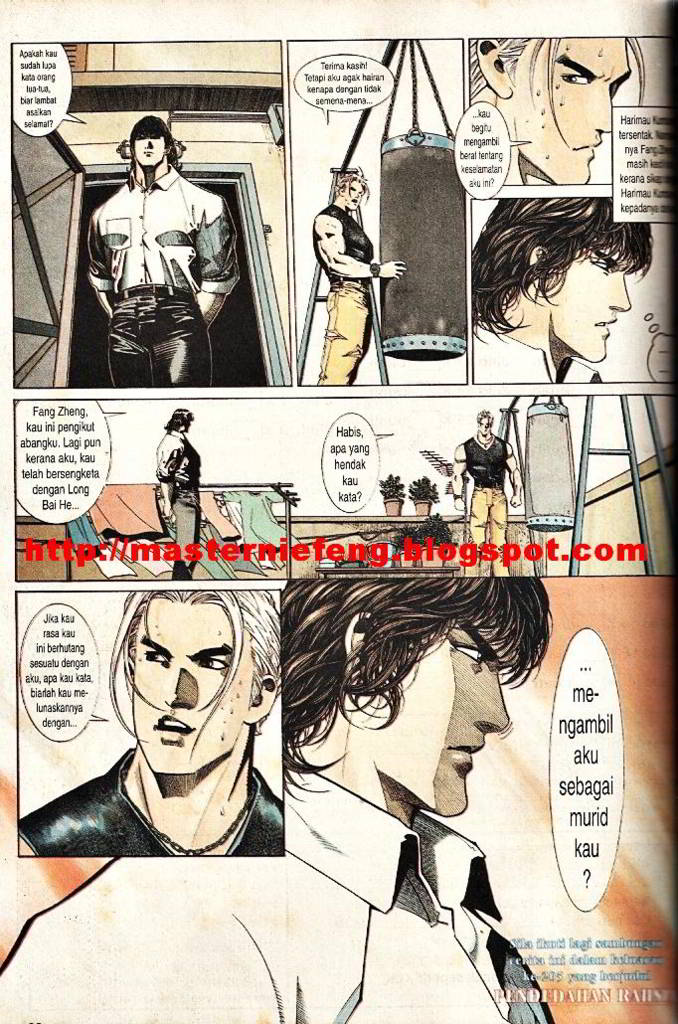 Apakah kau
sudah lupa
kata orang
tua-tua,
biar lambat
asalkan
selamat?
Terima kasih!
Tetapi aku agak hairan
kenapa dengan tidak
semena-mena...
...kau
begitu
mengambil
berat tentang
keselamatan
aku ini?
Harimau
tersentak.
nya Fang Zheng
masih
kerana
Harimau
kepadanya
Fang Zheng,
kau ini pengikut
abangku. Lagi pun
kerana aku, kau
telah bersengketa
dengan Long
Bai He...
Habis,
apa yang
hendak
kau
kata?
http://masterniefeng.blogspot.com
Jika kau
rasa kau
ini berhutang
sesuatu dengan
aku, apa kau kata,
biarlah kau me-
lunaskannya
dengan...
...
me-
ngambil
aku
sebagai
murid
kau
?
Sila ikuti lagi sambungan
cerita ini dalam keluaran
ke-205 yang berjudul
PENDEDAHAN